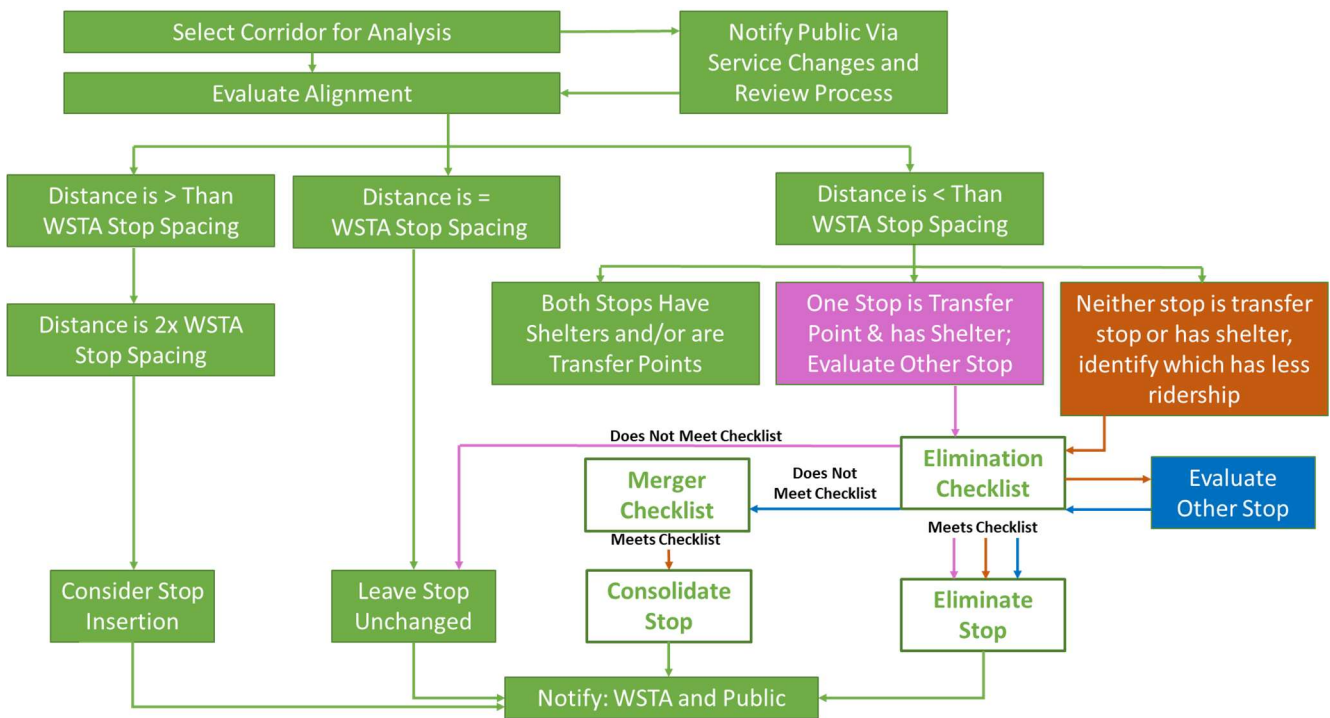 Select Corridor for Analysis
Notify Public Via
Service Changes and
Review Process
Evaluate Alignment
Distance is > Than
WSTA Stop Spacing
Distance is =
WSTA Stop Spacing
Distance is < Than
WSTA Stop Spacing
Distance is 2x WSTA
Stop Spacing
Both Stops Have
Shelters and/or are
Transfer Points
One Stop is Transfer
Point & has Shelter;
Evaluate Other Stop
Neither stop is transfer
stop or has shelter,
identify which has less
ridership
Does Not Meet Checklist
Elimination
Checklist
Does Not
Meet Checklist
Merger
Checklist
Evaluate
Other Stop
Meets Checklist
Meets Checklist
Consider Stop
Insertion
Leave Stop
Unchanged
Consolidate
Stop
Eliminate
Stop
Notify: WSTA and Public